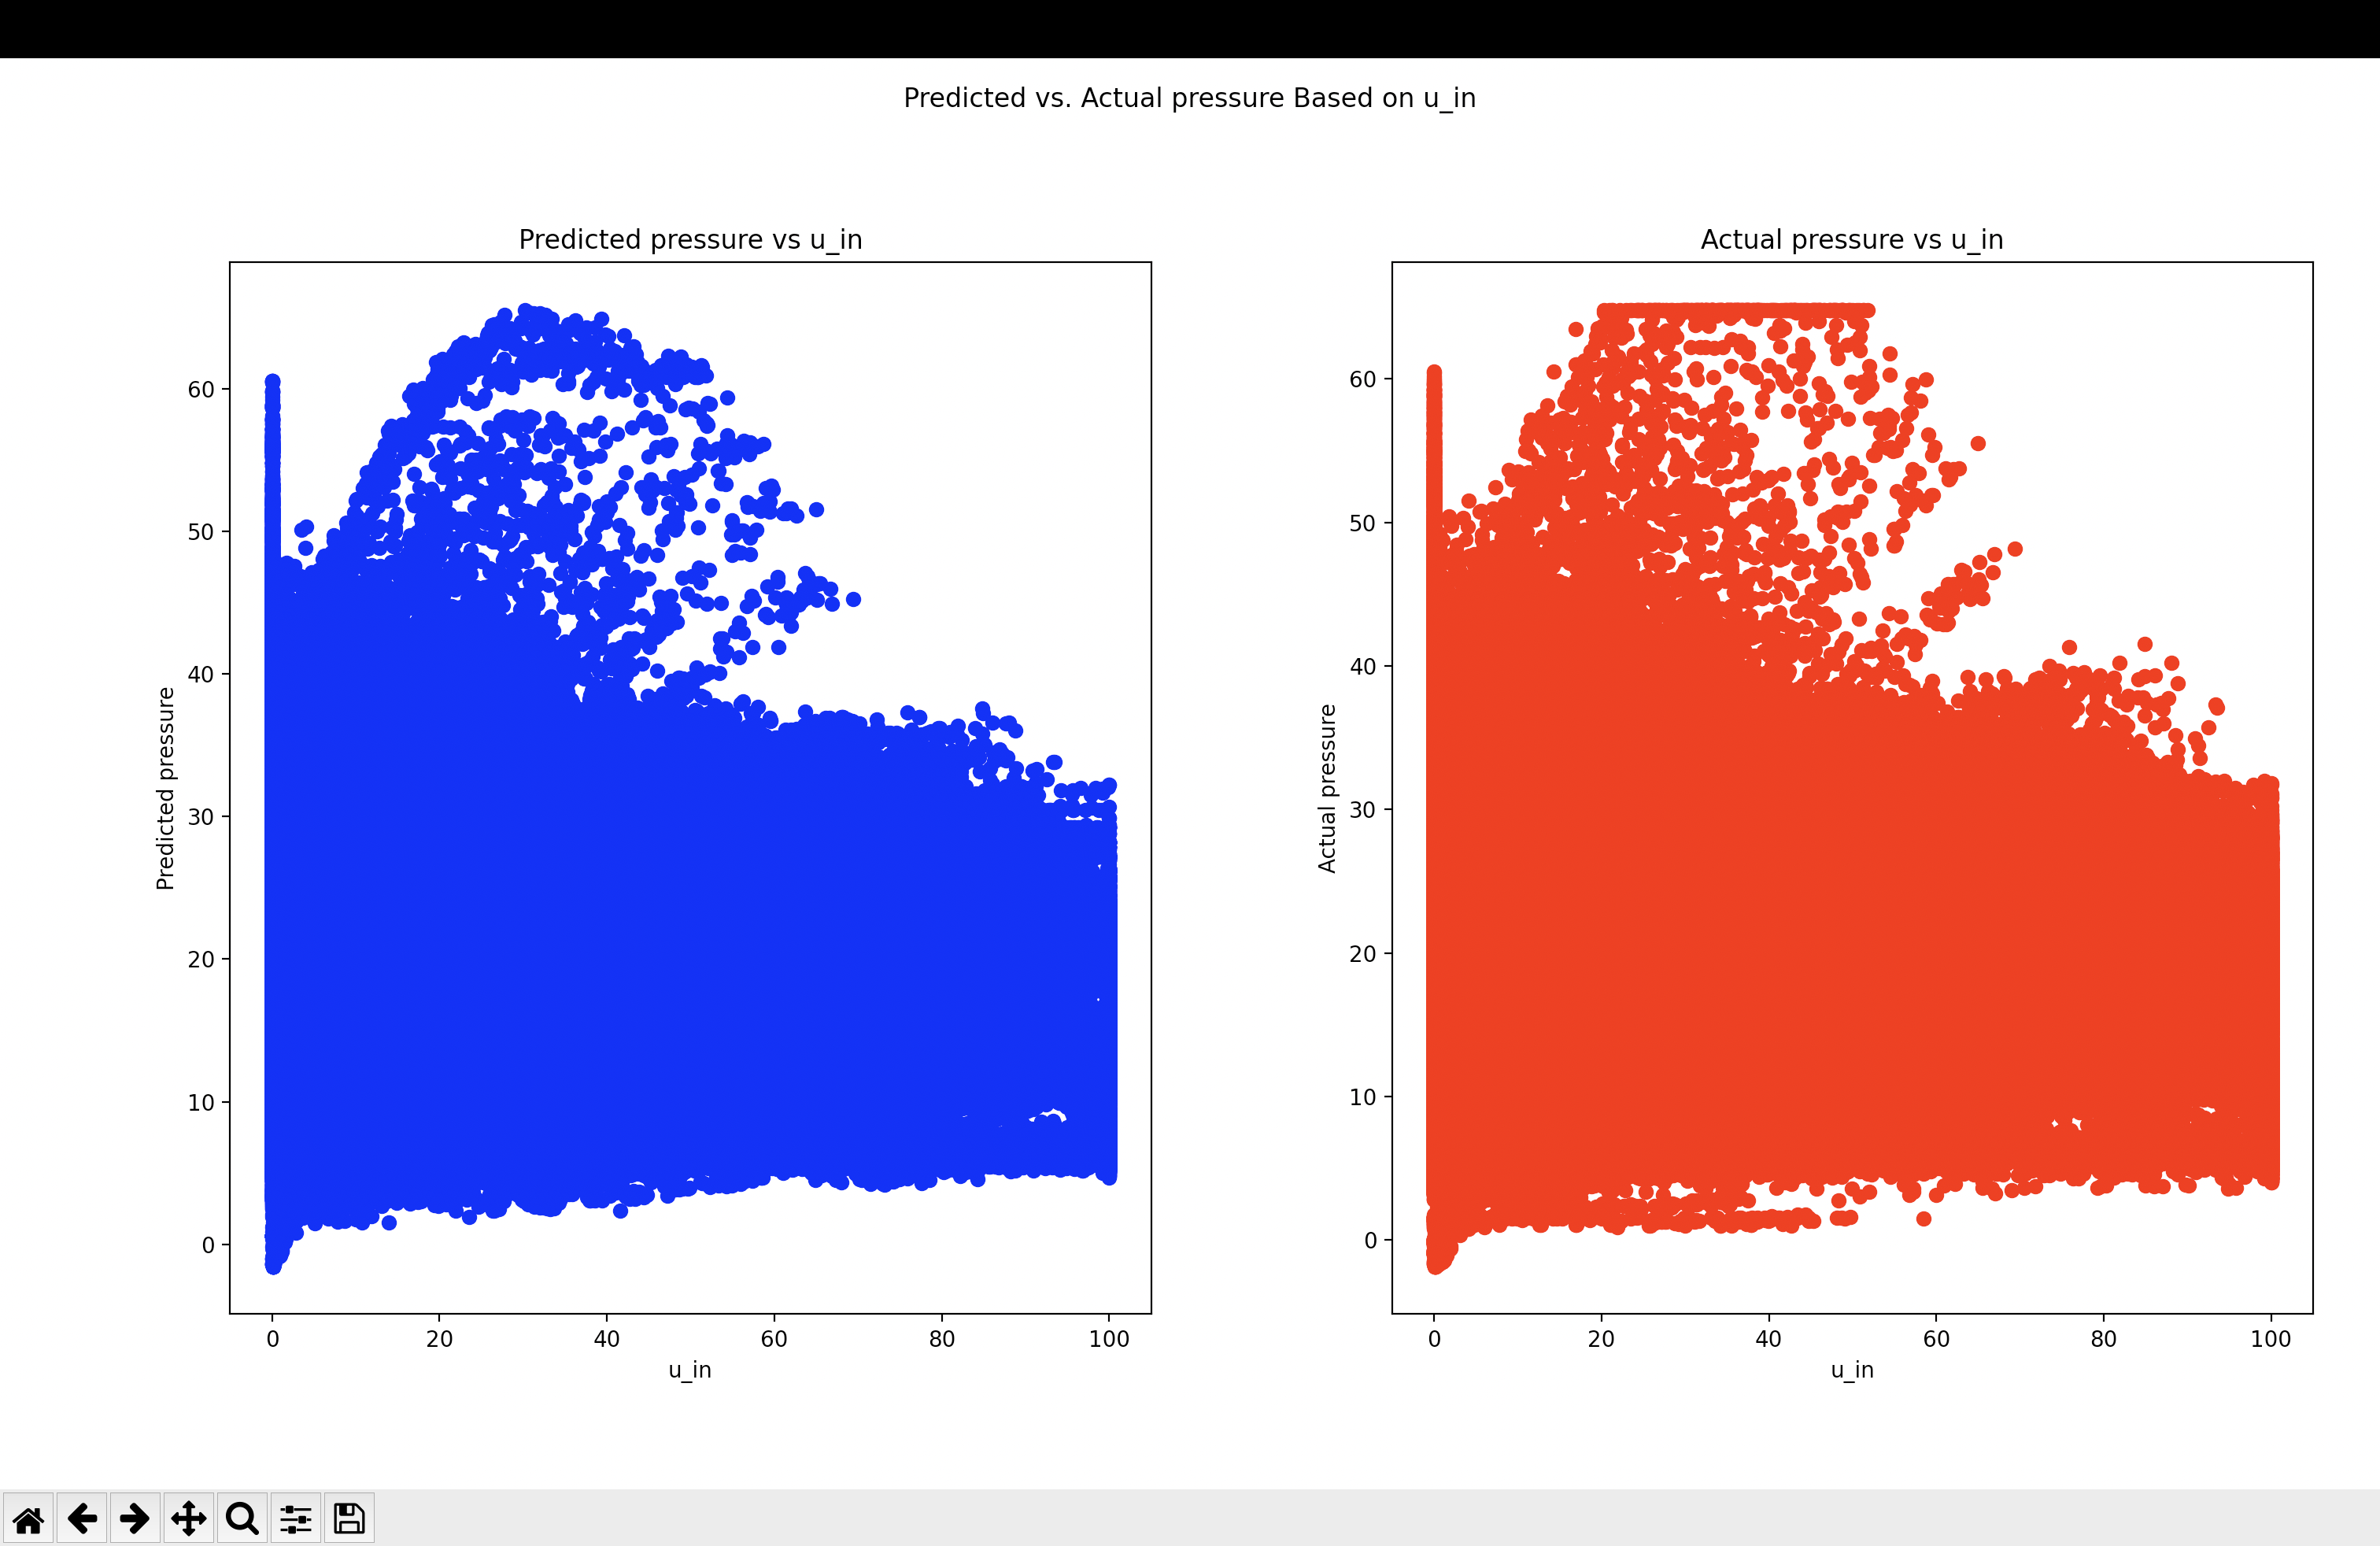 Predicted vs. Actual pressure Based on u_in
Predicted pressure vs u_in
Predicted pressure
60
50
40
30
20
10
0
0 20 40 60 80 100
u_in
Actual pressure vs u_in
Actual pressure
60
50
40
30
20
10
0
0 20 40 60 80 100
u_in